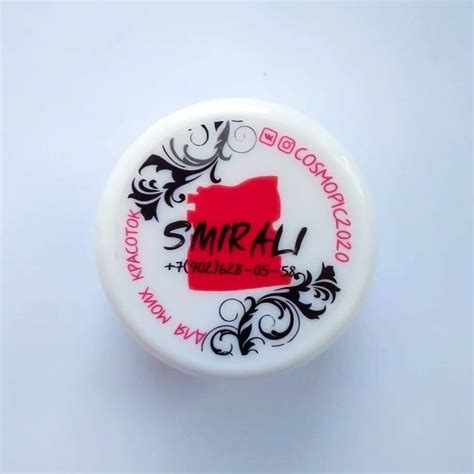 COSMOPIC2020
SMIRALI
+7(902)628-05-58
ДЛЯ МОИХ КРАСОТОК